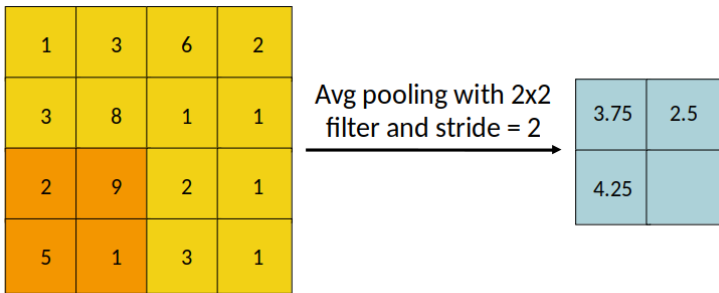 1 3 6 2
3 8 1 1
2 9 2 1
5 1 3 1
Avg pooling with 2x2
filter and stride = 2
3.75 2.5
4.25